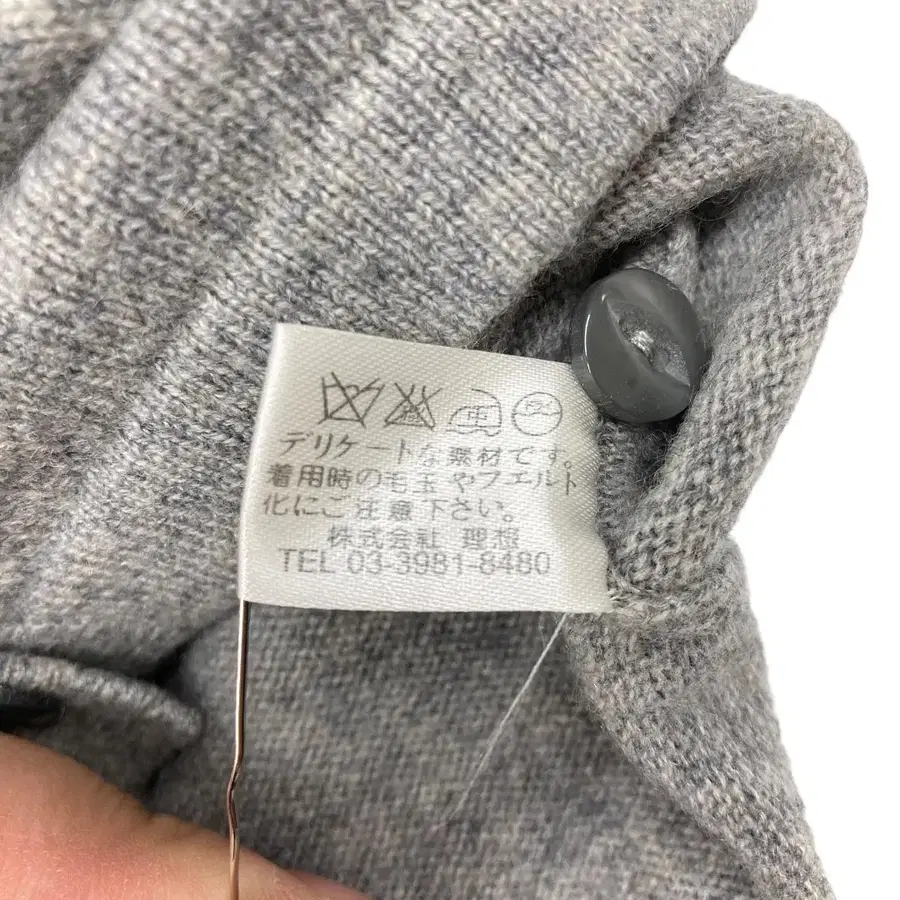 デリケートな素材です。
着用時の毛玉やフエルト
化にご注意下さい。
株式会社 理想
TEL 03-3981-8480